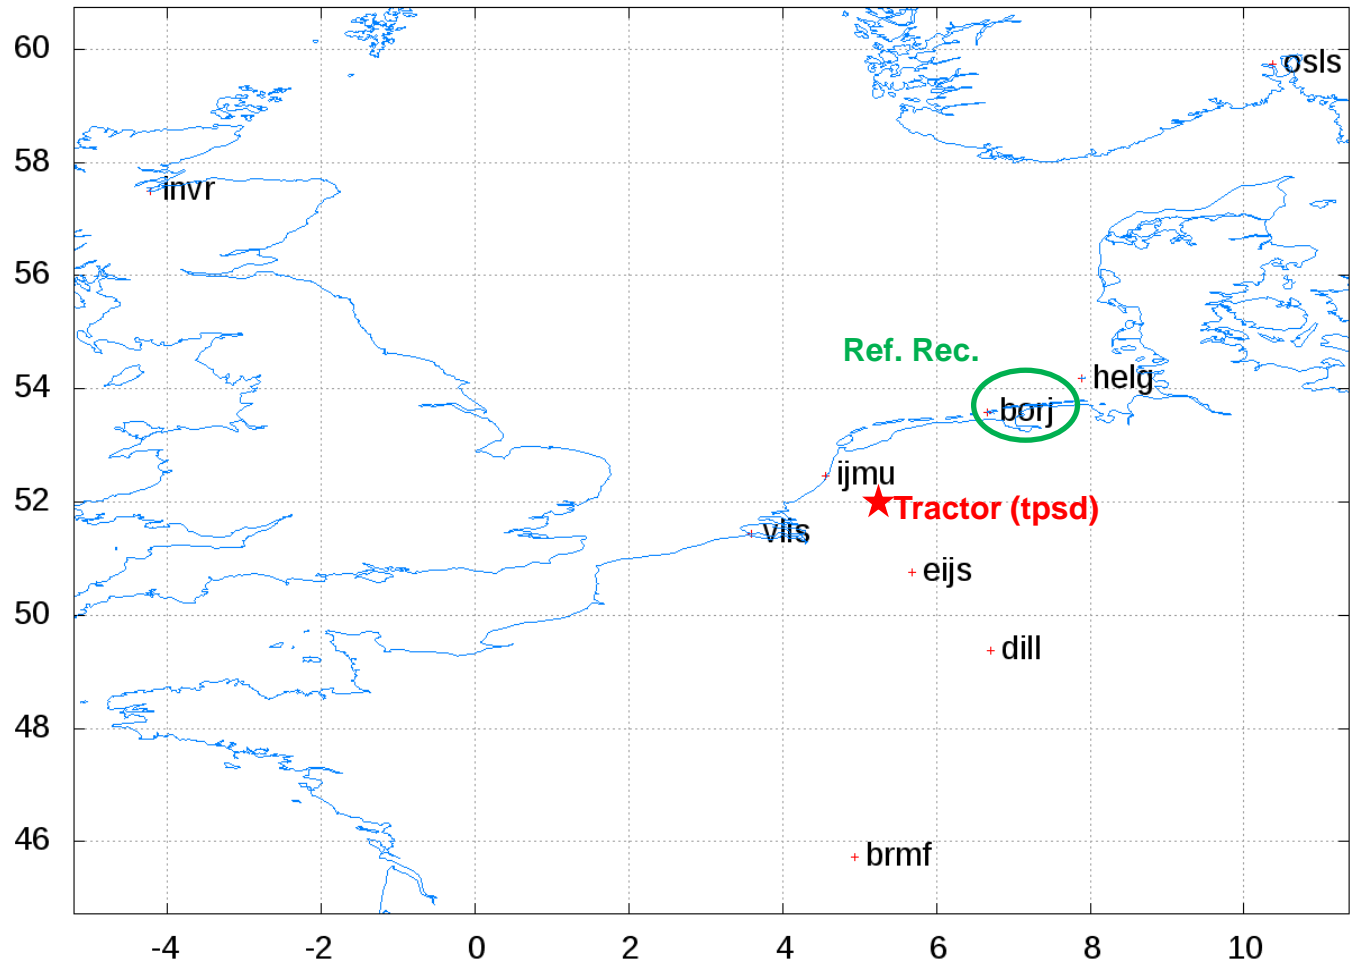 60
osls
58
invr
56
Ref. Rec.
helg
54
borj
ijmu
52
Tractor (tpsd)
vlis
eijs
50
dill
48
46
brmf
-4 -2 0 2 4 6 8 10